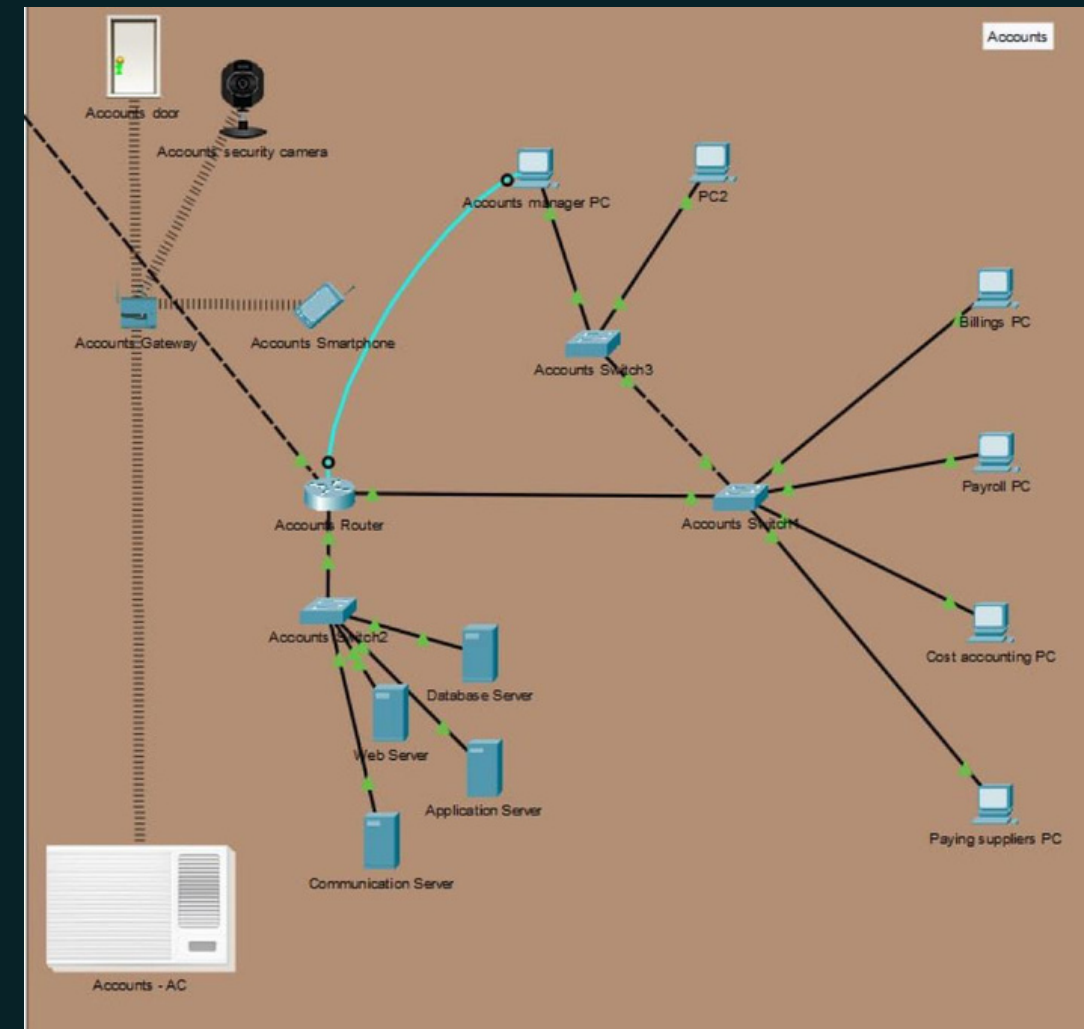 Accounts
Accounts door
Accounts security camera
Accounts manager PC
PC2
Billings PC
Accounts Gateway
Accounts Smartphone
Accounts Switch3
Payroll PC
Accounts Router
Accounts Switch1
Accounts Switch2
Cost accounting PC
Database Server
Web Server
Application Server
Paying suppliers PC
Communication Server
Accounts - AC